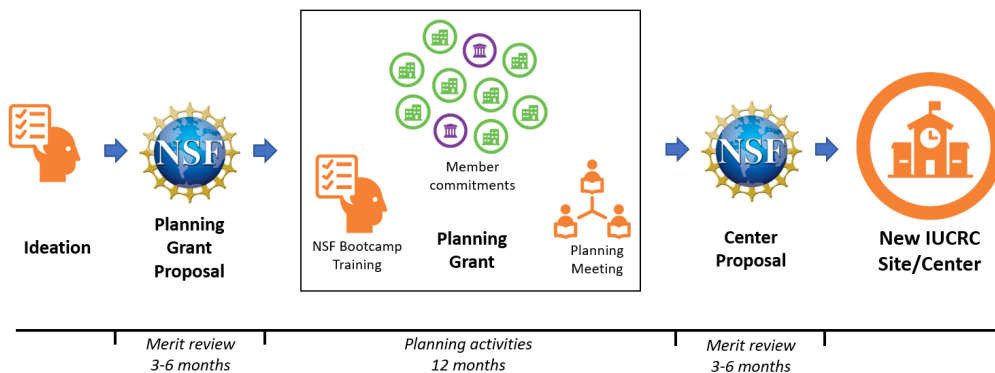 Ideation
NSF
Planning
Grant
Proposal
Member
commitments
NSF Bootcamp
Training
Planning
Grant
Planning
Meeting
NSF
Center
Proposal
New IUCRC
Site/Center
Merit review
3-6 months
Planning activities
12 months
Merit review
3-6 months